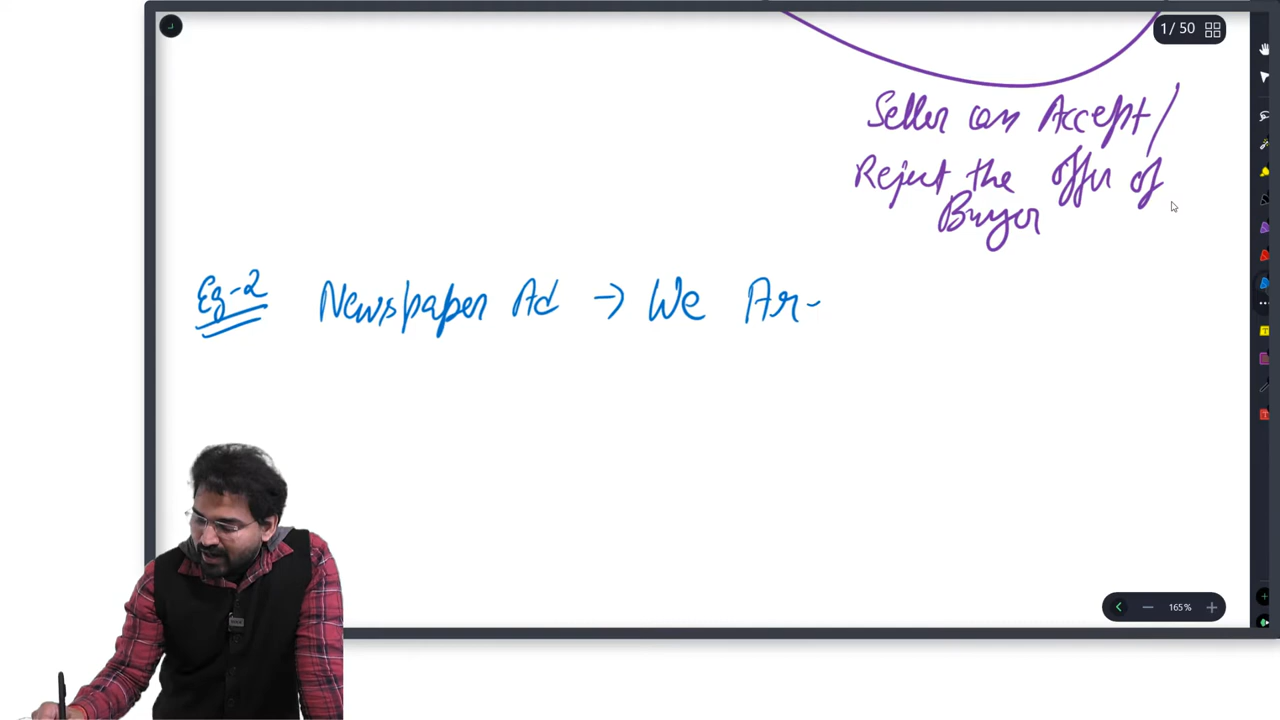 1/ 50
Seller can Accept/
Reject the offer of
Buyer
Eg-2 Newspaper Ad → We Ar-
165%